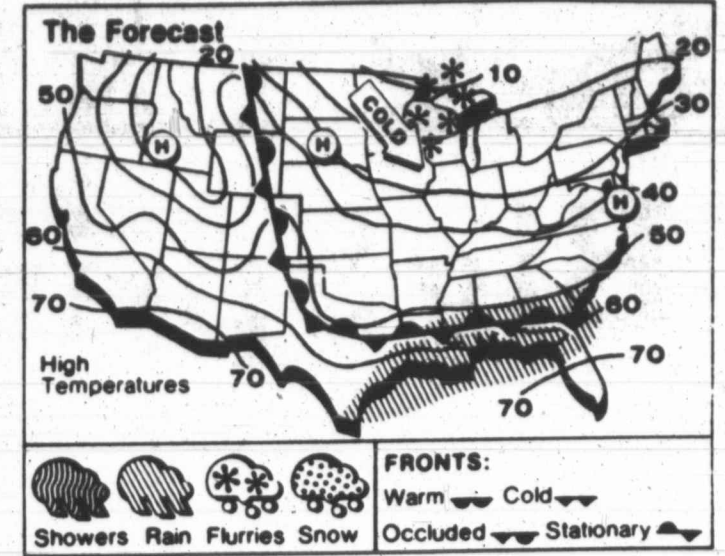 The Forecast
20
20
50
10
COLD
30
H
H
H
40
60
50
70
60
70
High
Temperatures
70
70
Showers Rain Flurries Snow
FRONTS:
Warm Cold
Occluded Stationary